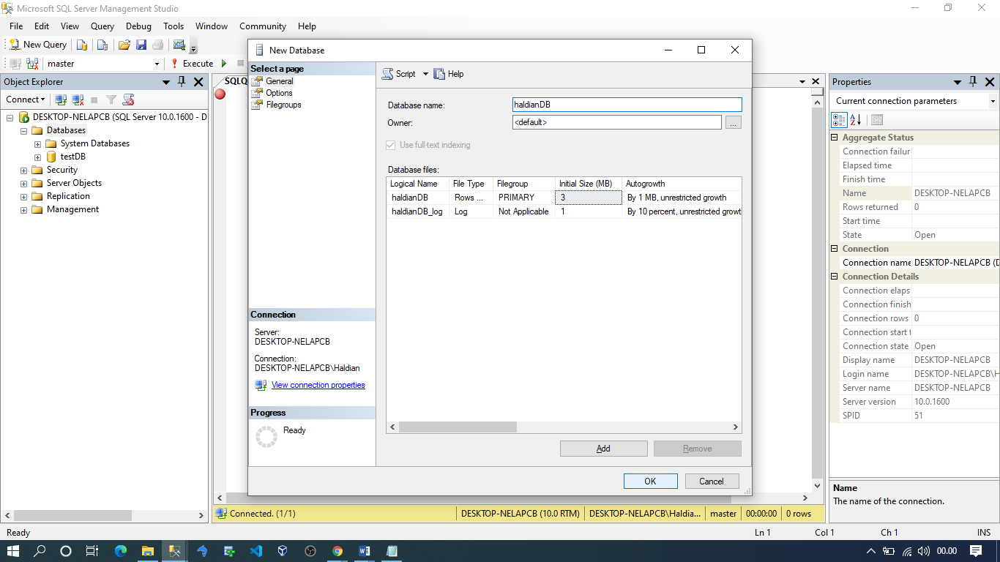 Microsoft SQL Server Management Studio
File Edit View Query Debug Tools Window Community Help
New Query
master Execute
Object Explorer
Connect
DESKTOP-NELAPCB (SQL Server 10.0.1600 - D
Databases
System Databases
testDB
Security
Server Objects
Replication
Management
SQLQ
New Database
Select a page
General
Options
Filegroups
Script Help
Database name: haldianDB
Owner: <default> ...
Use full-text indexing
Database files:
Logical Name File Type Filegroup Initial Size (MB) Autogrowth
haldianDB Rows ... PRIMARY 3 By 1 MB, unrestricted growth
haldianDB_log Log Not Applicable 1 By 10 percent, unrestricted growt
Connection
Server:
DESKTOP-NELAPCB
Connection:
DESKTOP-NELAPCB\Haldian
View connection properties
Progress
Ready
Add Remove
OK Cancel
Properties
Current connection parameters
Aggregate Status
Connection failur
Elapsed time
Finish time
Name DESKTOP-NELAPCB
Rows returned 0
Start time
State Open
Connection
Connection name DESKTOP-NELAPCB (D
Connection Details
Connection elaps
Connection finish
Connection rows 0
Connection start t
Connection state Open
Display name DESKTOP-NELAPCB
Login name DESKTOP-NELAPCB\H
Server name DESKTOP-NELAPCB
Server version 10.0.1600
SPID 51
Name
The name of the connection.
Connected. (1/1) DESKTOP-NELAPCB (10.0 RTM) DESKTOP-NELAPCB\Haldia... master 00:00:00 0 rows
Ready Ln 1 Col 1 Ch 1 INS
00.00